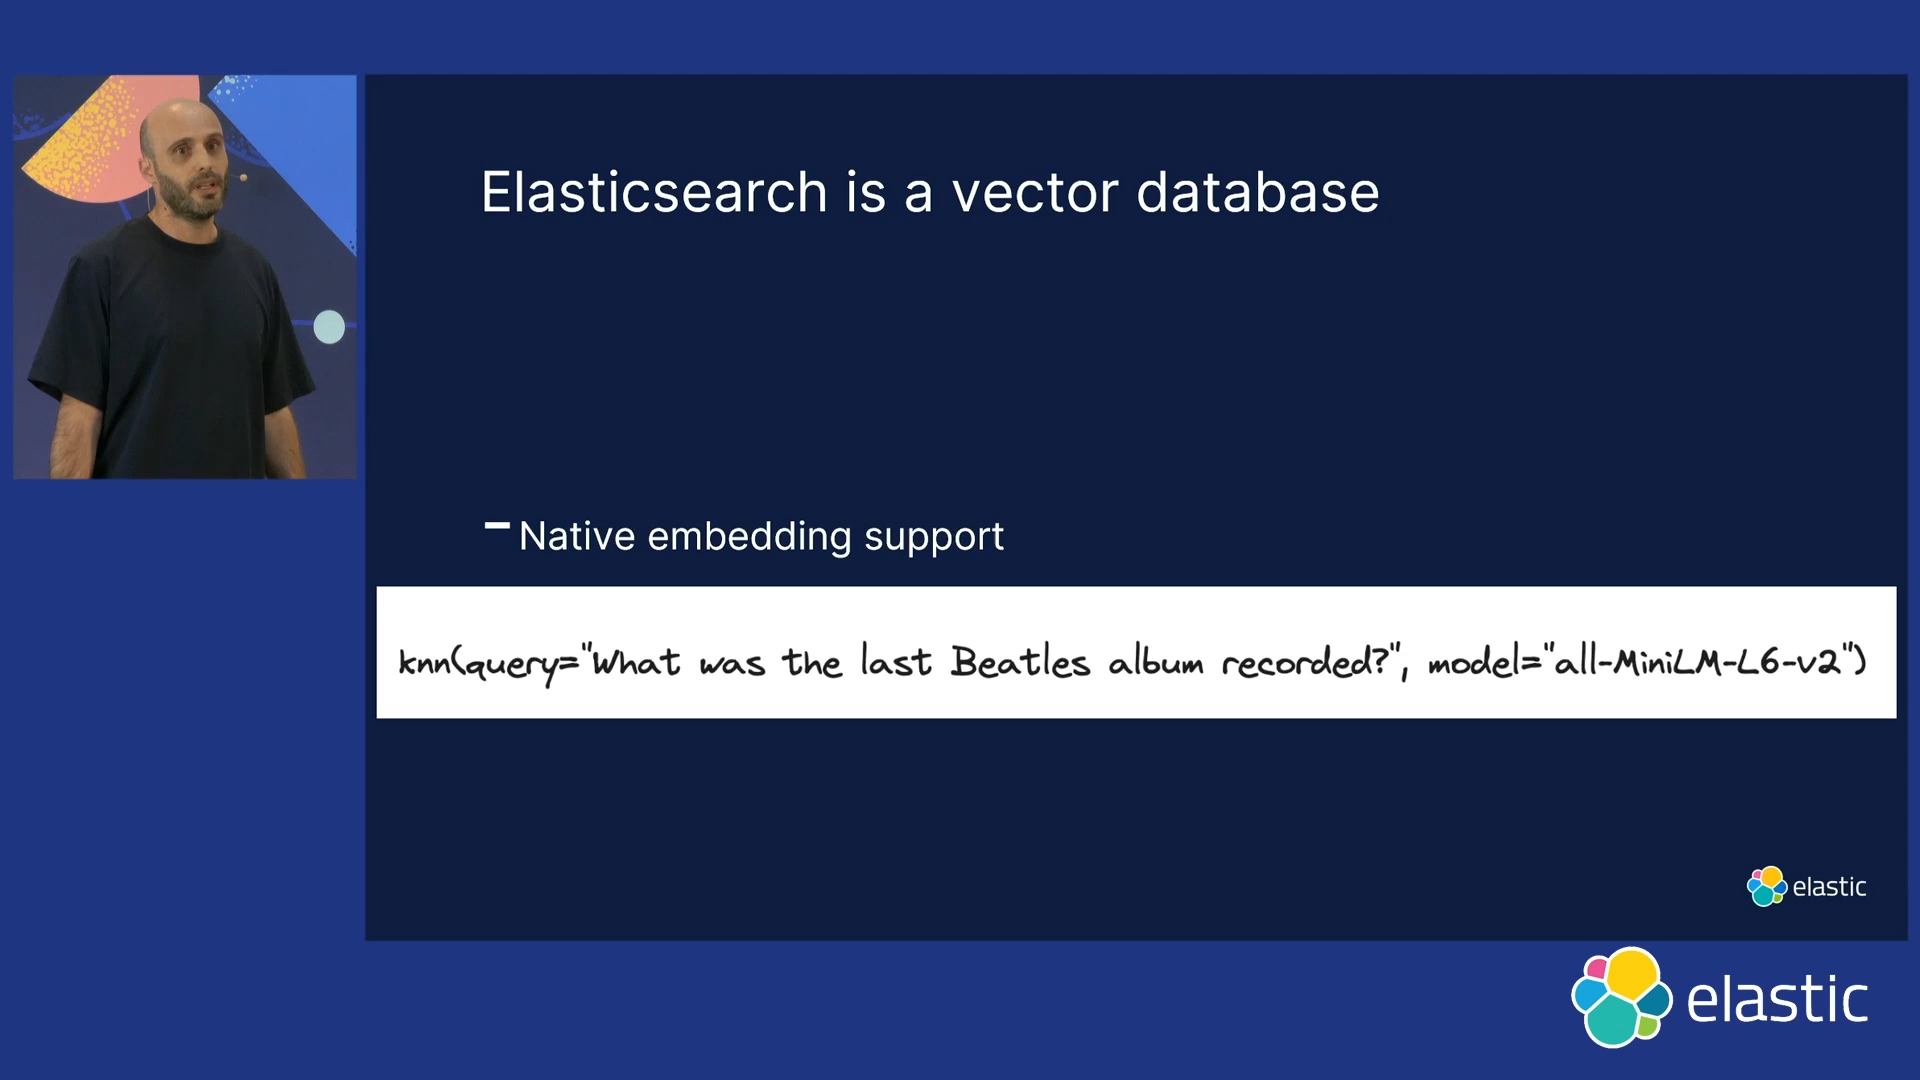 Elasticsearch is a vector database
– Native embedding support
knn(query="What was the last Beatles album recorded?", model="all-MiniLM-L6-v2")
elastic
elastic